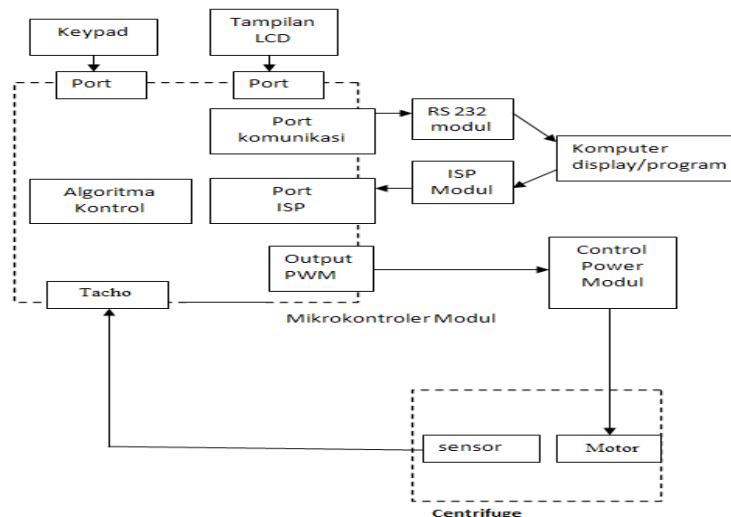 Keypad
Tampilan
LCD
Port
Port
Port
komunikasi
RS 232
modul
Komputer
display/program
Algoritma
Kontrol
Port
ISP
ISP
Modul
Output
PWM
Control
Power
Modul
Tacho
Mikrokontroler Modul
sensor
Motor
Centrifuge